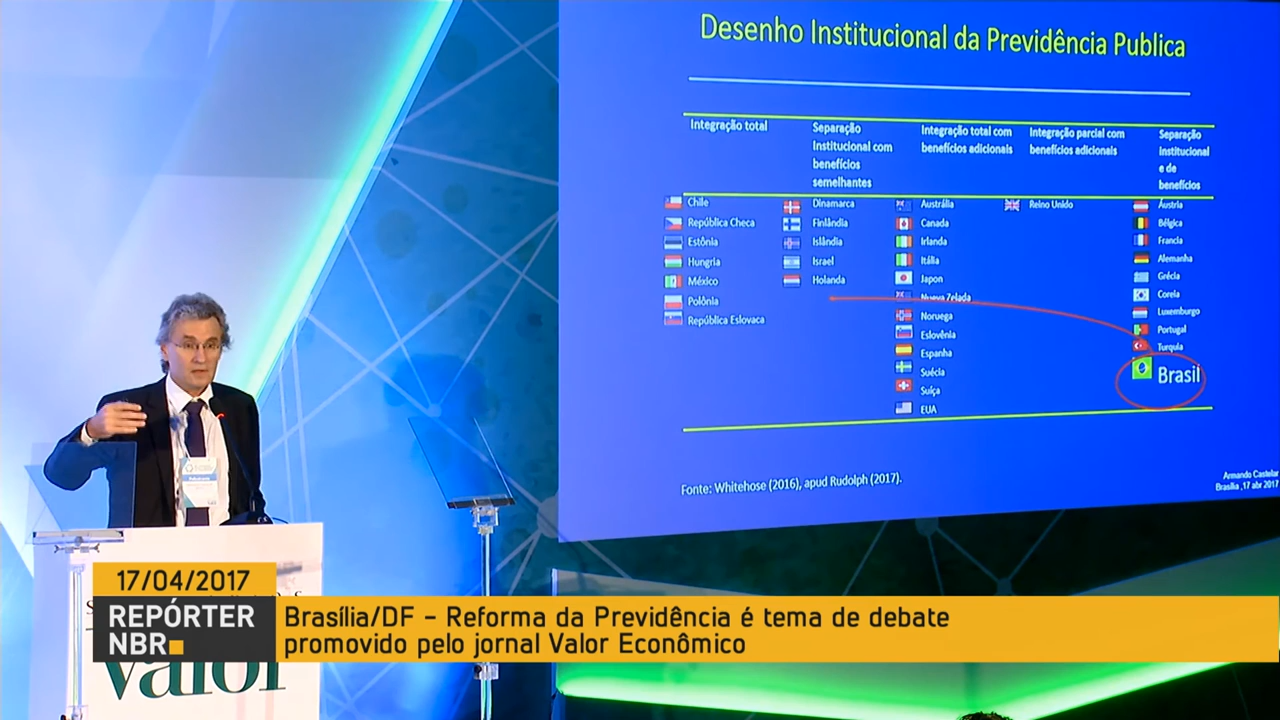 Desenho Institucional da Previdência Publica
Integração total
Separação
Institucional com
benefícios
semelhantes
Integração total com
benefícios adicionais
Integração parcial com
benefícios adicionais
Separação
Institucional
e de
benefícios
Chile
República Checa
Estônia
Hungria
México
Polônia
República Eslovaca
Dinamarca
Finlândia
Islândia
Israel
Holanda
Austrália
Canada
Irlanda
Itália
Japon
Nueva Zelada
Noruega
Eslovênia
Espanha
Suécia
Suíça
EUA
Reino Unido
Áustria
Bélgica
Francia
Alemanha
Grécia
Coreia
Luxemburgo
Portugal
Turquia
Brasil
Fonte: Whitehose (2016), apud Rudolph (2017).
Armando Castelar
Brasília ,17 abr 2017
17/04/2017
REPÓRTER
NBR
Brasília/DF - Reforma da Previdência é tema de debate
promovido pelo jornal Valor Econômico
Valor